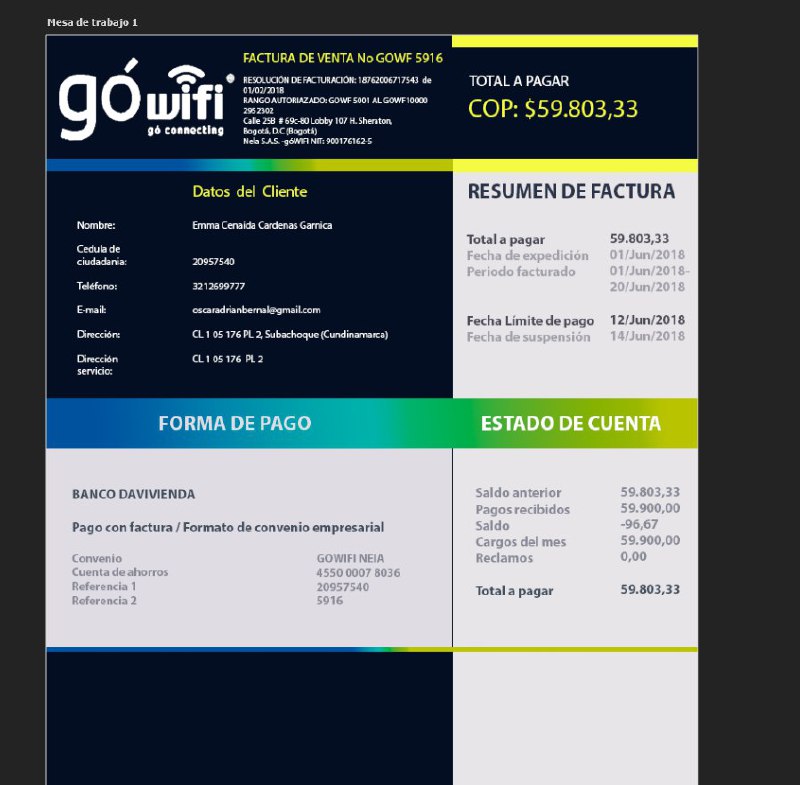 Mesa de trabajo 1
gó wifi
gó connecting
FACTURA DE VENTA No GOWF 5916
RESOLUCIÓN DE FACTURACIÓN: 18762006717543 de
01/02/2018
RANGO AUTORIZADO: GOWF 5001 AL GOWF10000
2952302
Calle 25B # 69c-80 Lobby 107 H. Sheraton,
Bogotá, D.C (Bogotá)
Neia S.A.S. -góWIFI NIT: 900176162-5
TOTAL A PAGAR
COP: $59.803,33
Datos del Cliente
Nombre: Emma Cenaida Cardenas Garnica
Cedula de
ciudadania: 20957540
Teléfono: 3212699777
E-mail: oscaradrianbernal@gmail.com
Dirección: CL 1 05 176 PL 2, Subachoque (Cundinamarca)
Dirección CL 1 05 176 PL 2
servicio:
RESUMEN DE FACTURA
Total a pagar 59.803,33
Fecha de expedición 01/Jun/2018
Periodo facturado 01/Jun/2018-
20/Jun/2018
Fecha Límite de pago 12/Jun/2018
Fecha de suspensión 14/Jun/2018
FORMA DE PAGO
BANCO DAVIVIENDA
Pago con factura / Formato de convenio empresarial
Convenio GOWIFI NEIA
Cuenta de ahorros 4550 0007 8036
Referencia 1 20957540
Referencia 2 5916
ESTADO DE CUENTA
Saldo anterior 59.803,33
Pagos recibidos 59.900,00
Saldo -96,67
Cargos del mes 59.900,00
Reclamos 0,00
Total a pagar 59.803,33